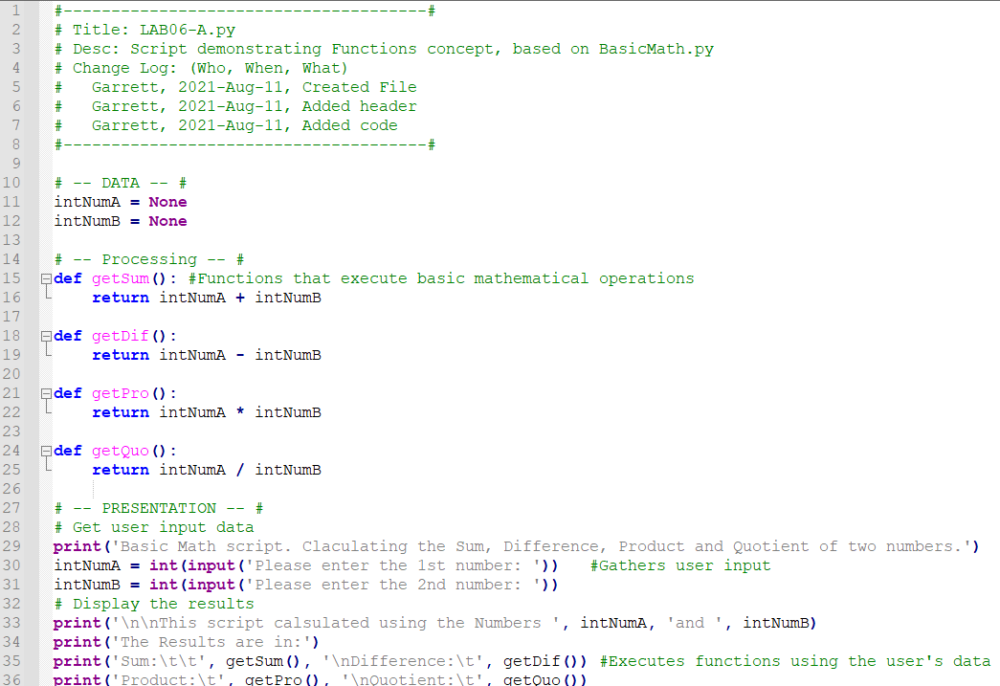 1 #--------------------------------------#
2 # Title: LAB06-A.py
3 # Desc: Script demonstrating Functions concept, based on BasicMath.py
4 # Change Log: (Who, When, What)
5 #   Garrett, 2021-Aug-11, Created File
6 #   Garrett, 2021-Aug-11, Added header
7 #   Garrett, 2021-Aug-11, Added code
8 #--------------------------------------#
9
10 # -- DATA -- #
11 intNumA = None
12 intNumB = None
13
14 # -- Processing -- #
15 def getSum(): #Functions that execute basic mathematical operations
16     return intNumA + intNumB
17
18 def getDif():
19     return intNumA - intNumB
20
21 def getPro():
22     return intNumA * intNumB
23
24 def getQuo():
25     return intNumA / intNumB
26
27 # -- PRESENTATION -- #
28 # Get user input data
29 print('Basic Math script. Claculating the Sum, Difference, Product and Quotient of two numbers.')
30 intNumA = int(input('Please enter the 1st number: '))   #Gathers user input
31 intNumB = int(input('Please enter the 2nd number: '))
32 # Display the results
33 print('\n\nThis script calsulated using the Numbers ', intNumA, 'and ', intNumB)
34 print('The Results are in:')
35 print('Sum:\t\t', getSum(), '\nDifference:\t', getDif()) #Executes functions using the user's data
36 print('Product:\t', getPro(), '\nQuotient:\t', getQuo())